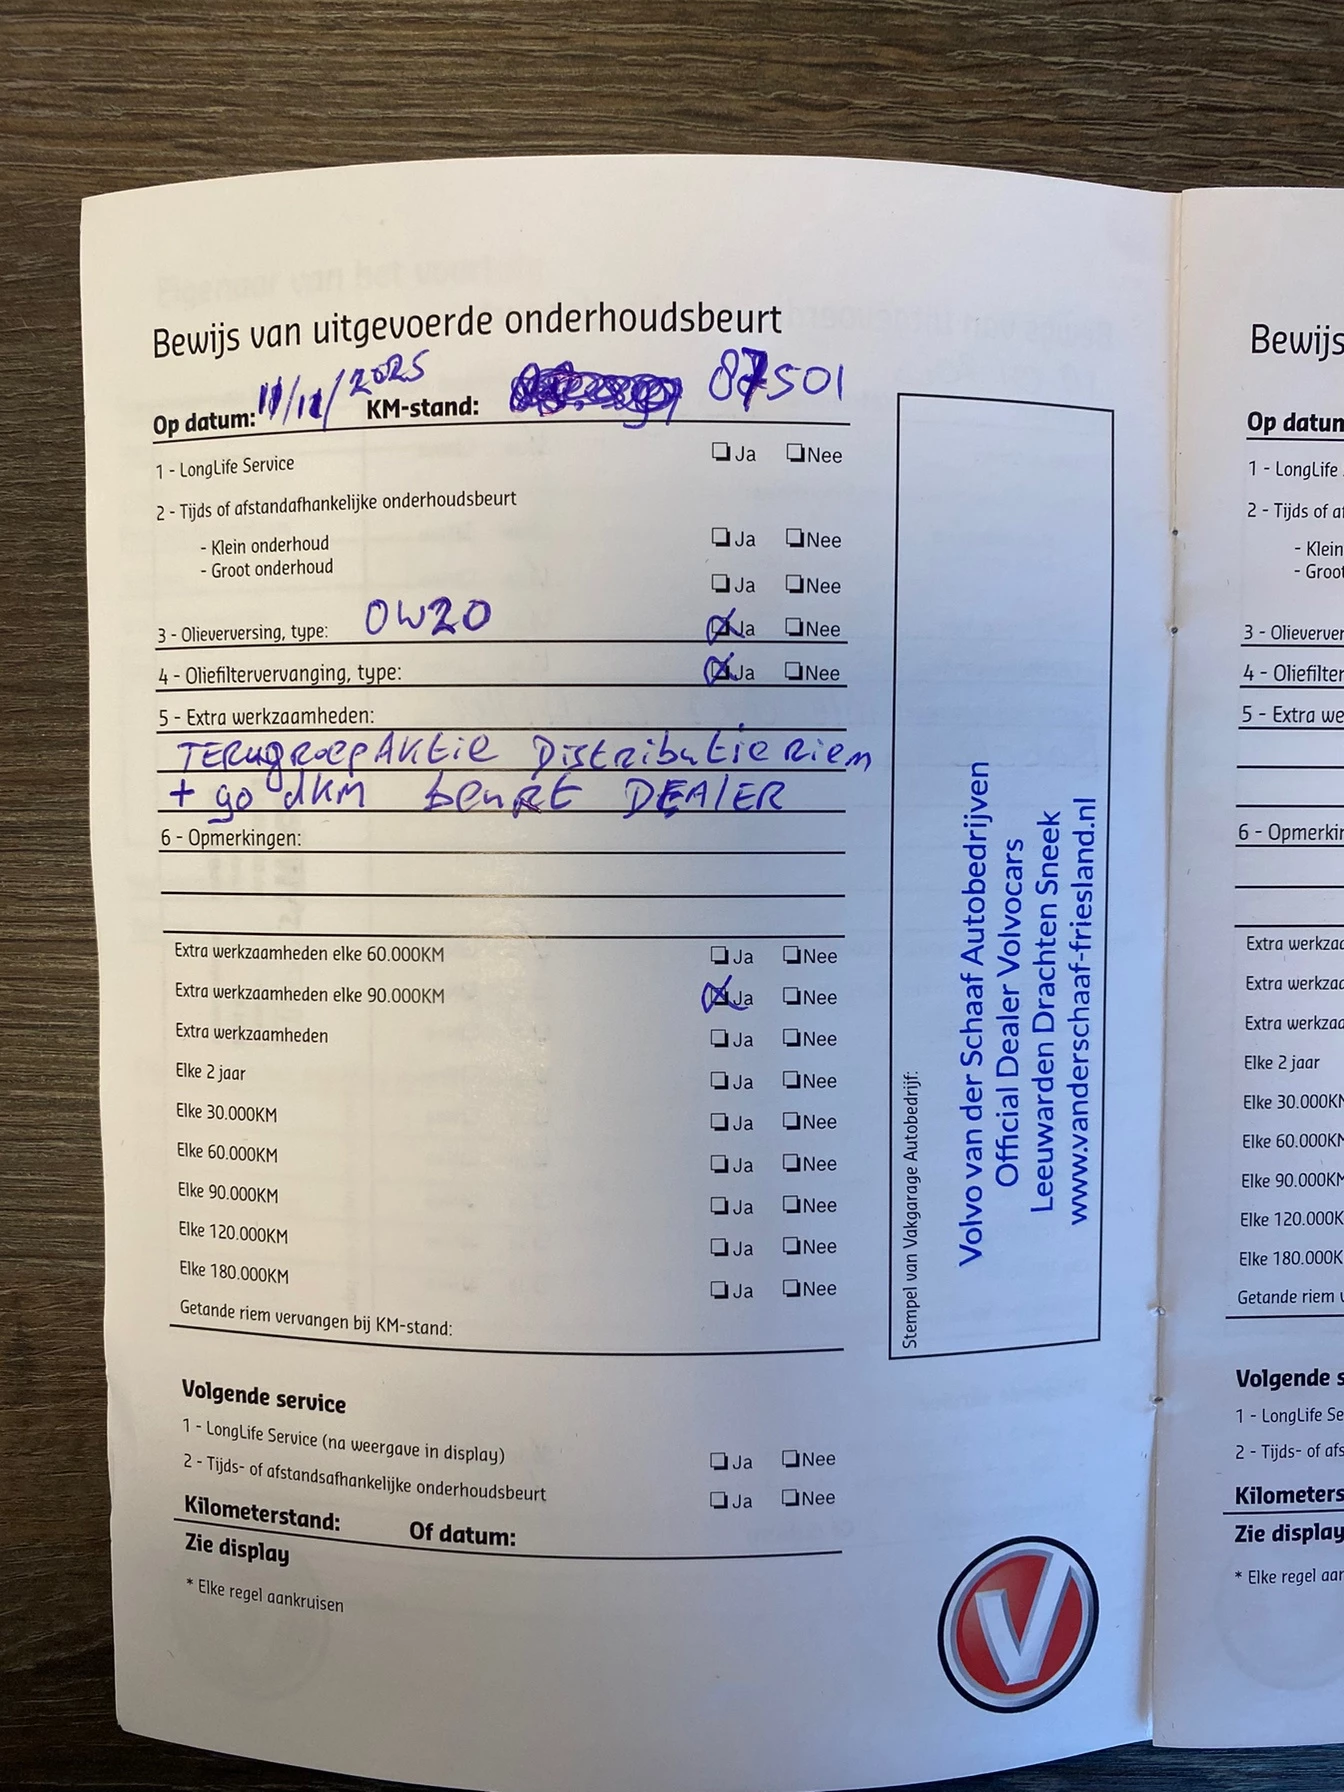 Bewijs van uitgevoerde onderhoudsbeurt
Op datum: 11/12/2025 KM-stand: 87501
1 - LongLife Service Ja Nee
2 - Tijds of afstandafhankelijke onderhoudsbeurt
- Klein onderhoud Ja Nee
- Groot onderhoud Ja Nee
3 - Olieverversing, type: OW20 Ja Nee
4 - Oliefiltervervanging, type: Ja Nee
5 - Extra werkzaamheden:
TERugroepAktie Distributie riem
+ 90 dkm beurt DEALER
6 - Opmerkingen:
Extra werkzaamheden elke 60.000KM Ja Nee
Extra werkzaamheden elke 90.000KM Ja Nee
Extra werkzaamheden Ja Nee
Elke 2 jaar Ja Nee
Elke 30.000KM Ja Nee
Elke 60.000KM Ja Nee
Elke 90.000KM Ja Nee
Elke 120.000KM Ja Nee
Elke 180.000KM Ja Nee
Getande riem vervangen bij KM-stand:
Volgende service
1 - LongLife Service (na weergave in display) Ja Nee
2 - Tijds- of afstandsafhankelijke onderhoudsbeurt Ja Nee
Kilometerstand: Of datum:
Zie display
* Elke regel aankruisen
Stempel van Vakgarage Autobedrijf:
Volvo van der Schaaf Autobedrijven
Official Dealer Volvocars
Leeuwarden Drachten Sneek
www.vanderschaaf-friesland.nl
V
Bewijs
Op datum
1 - LongLife
2 - Tijds of
- Klein
- Groot
3 - Olieverver
4 - Oliefilter
5 - Extra we
6 - Opmerkin
Extra werkzaa
Extra werkzaa
Extra werkzaa
Elke 2 jaar
Elke 30.000KM
Elke 60.000KM
Elke 90.000KM
Elke 120.000K
Elke 180.000K
Getande riem
Volgende s
1 - LongLife Se
2 - Tijds- of afs
Kilometers
Zie display
* Elke regel aan